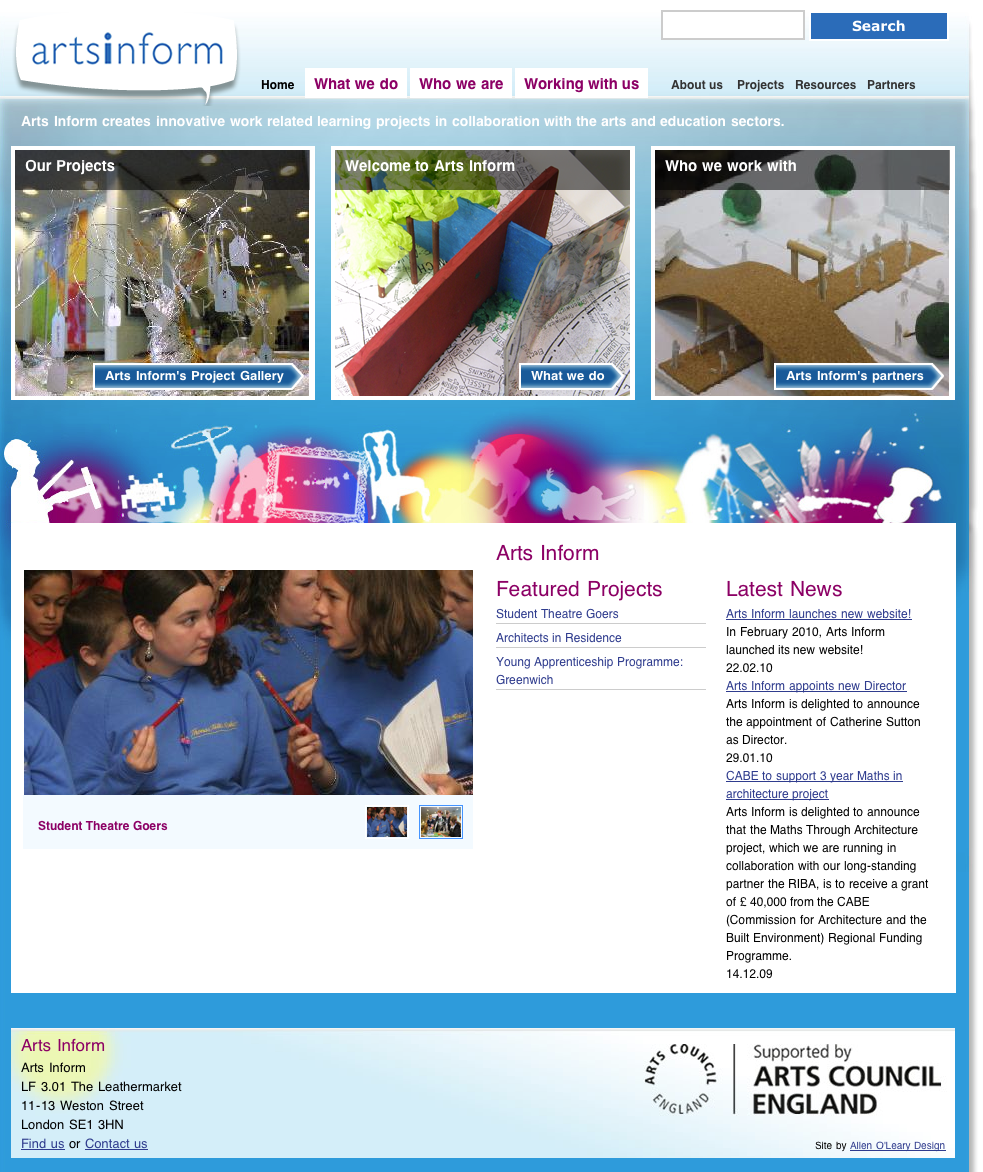 artsinform
Search
Home
What we do
Who we are
Working with us
About us
Projects
Resources
Partners
Arts Inform creates innovative work related learning projects in collaboration with the arts and education sectors.
Our Projects
Arts Inform's Project Gallery
Welcome to Arts Inform
What we do
Who we work with
Arts Inform's partners
Student Theatre Goers
Arts Inform
Featured Projects
Student Theatre Goers
Architects in Residence
Young Apprenticeship Programme:
Greenwich
Latest News
Arts Inform launches new website!
In February 2010, Arts Inform
launched its new website!
22.02.10
Arts Inform appoints new Director
Arts Inform is delighted to announce
the appointment of Catherine Sutton
as Director.
29.01.10
CABE to support 3 year Maths in
architecture project
Arts Inform is delighted to announce
that the Maths Through Architecture
project, which we are running in
collaboration with our long-standing
partner the RIBA, is to receive a grant
of £ 40,000 from the CABE
(Commission for Architecture and the
Built Environment) Regional Funding
Programme.
14.12.09
Arts Inform
Arts Inform
LF 3.01 The Leathermarket
11-13 Weston Street
London SE1 3HN
Find us or Contact us
ARTS COUNCIL
ENGLAND
Supported by
ARTS COUNCIL
ENGLAND
Site by Allen O'Leary Design